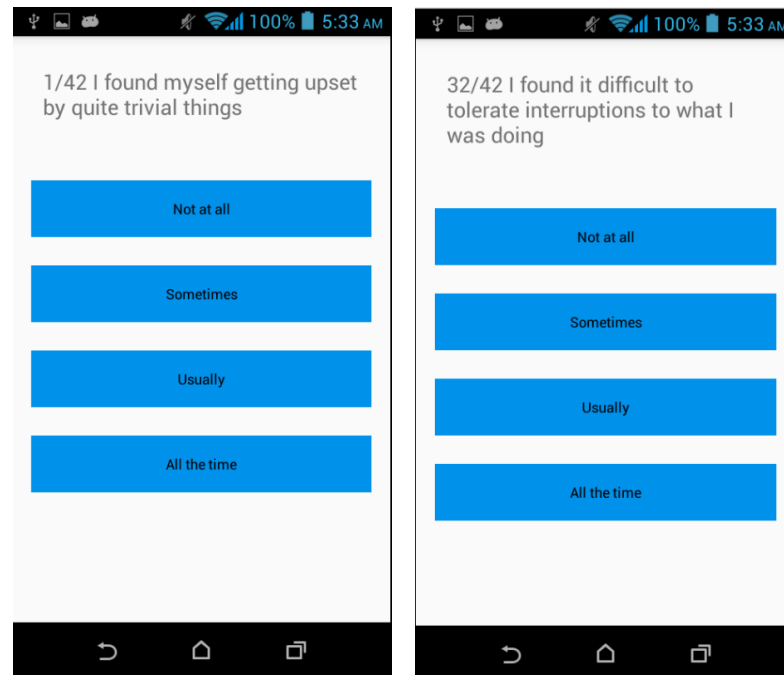 100% 5:33 AM
1/42 I found myself getting upset
by quite trivial things
Not at all
Sometimes
Usually
All the time
100% 5:33 AM
32/42 I found it difficult to
tolerate interruptions to what I
was doing
Not at all
Sometimes
Usually
All the time